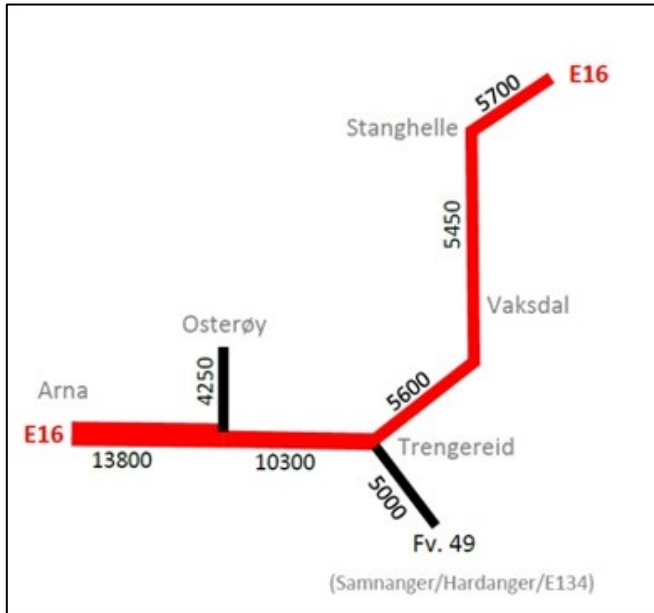 E16
5700
Stanghelle
5450
Vaksdal
Osterøy
4250
5600
Arna
E16
Trengereid
13800
10300
5000
Fv. 49
(Samnanger/Hardanger/E134)